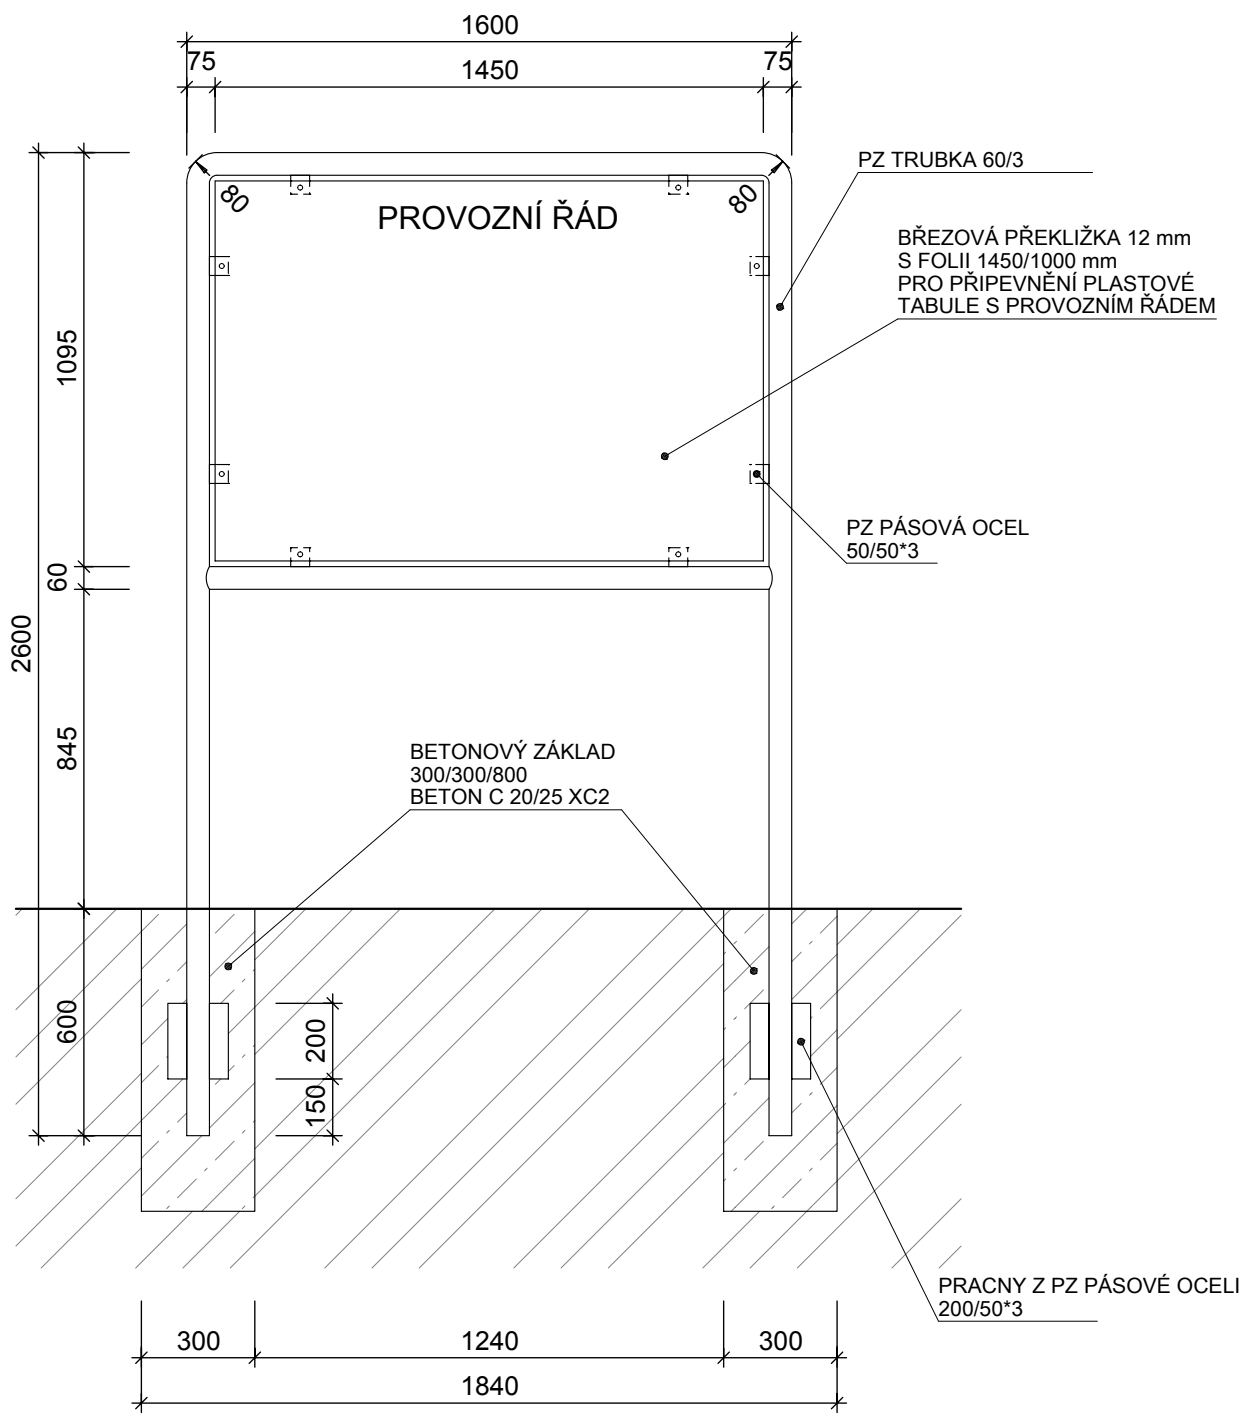 1600
75
1450
75
PZ TRUBKA 60/3
80
80
PROVOZNÍ ŘÁD
BŘEZOVÁ PŘEKLIŽKA 12 mm
S FOLII 1450/1000 mm
PRO PŘIPEVNĚNÍ PLASTOVÉ
TABULE S PROVOZNÍM ŘÁDEM
1095
PZ PÁSOVÁ OCEL
50/50*3
60
2600
845
BETONOVÝ ZÁKLAD
300/300/800
BETON C 20/25 XC2
600
200
150
PRACNY Z PZ PÁSOVÉ OCELI
200/50*3
300
1240
300
1840